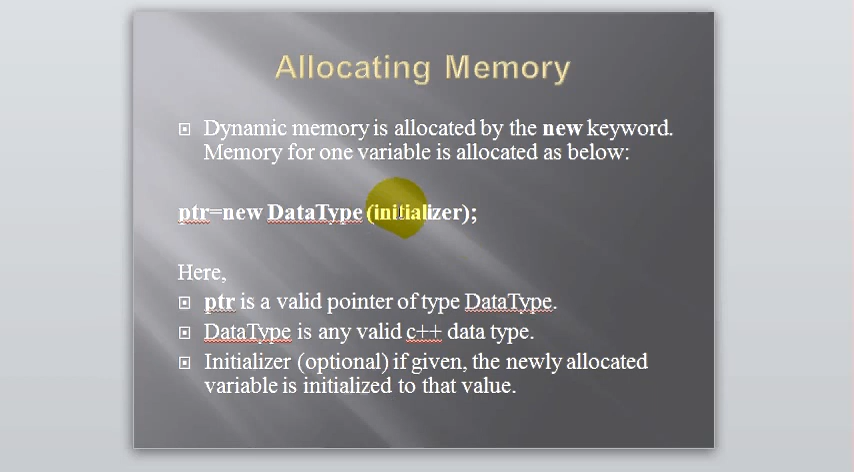 Allocating Memory
Dynamic memory is allocated by the new keyword.
Memory for one variable is allocated as below:
ptr=new DataType (initializer);
Here,
ptr is a valid pointer of type DataType.
DataType is any valid c++ data type.
Initializer (optional) if given, the newly allocated
variable is initialized to that value.